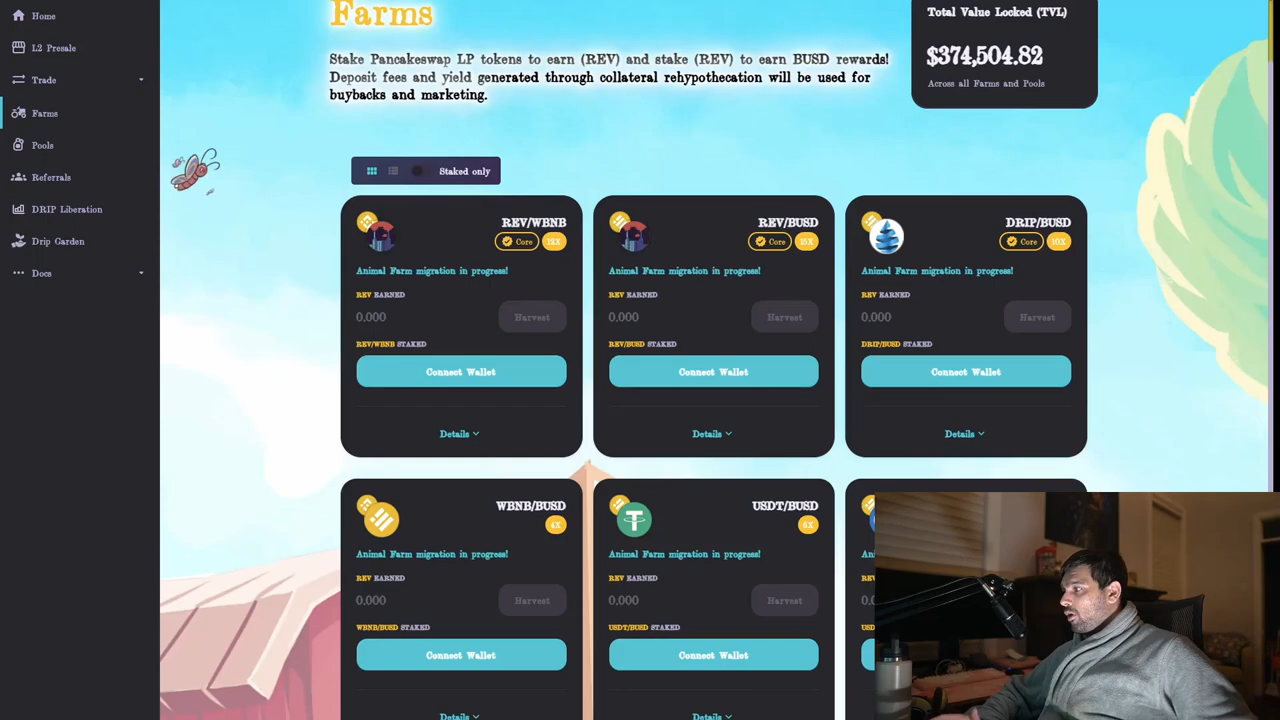 Home
L2 Presale
Trade
Farms
Pools
Referrals
DRIP Liberation
Drip Garden
Docs
Farms
Stake Pancakeswap LP tokens to earn (REV) and stake (REV) to earn BUSD rewards!
Deposit fees and yield generated through collateral rehypothecation will be used for
buybacks and marketing.
Total Value Locked (TVL)
$374,504.82
Across all Farms and Pools
Staked only
REV/WBNB
Core 12X
Animal Farm migration in progress!
REV EARNED
0.000
Harvest
REV/WBNB STAKED
Connect Wallet
Details
REV/BUSD
Core 15X
Animal Farm migration in progress!
REV EARNED
0.000
Harvest
REV/BUSD STAKED
Connect Wallet
Details
DRIP/BUSD
Core 10X
Animal Farm migration in progress!
REV EARNED
0.000
Harvest
DRIP/BUSD STAKED
Connect Wallet
Details
WBNB/BUSD
4X
Animal Farm migration in progress!
REV EARNED
0.000
Harvest
WBNB/BUSD STAKED
Connect Wallet
Details
USDT/BUSD
6X
Animal Farm migration in progress!
REV EARNED
0.000
Harvest
USDT/BUSD STAKED
Connect Wallet
Details